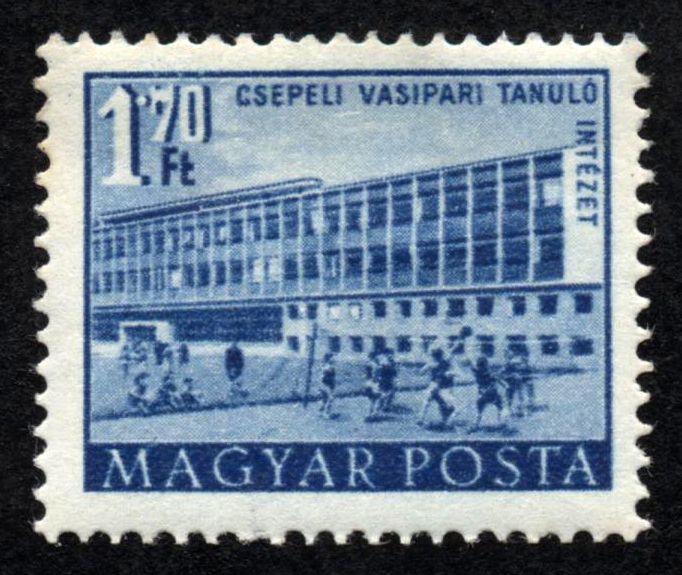 1.70
Ft
CSEPELI VASIPARI TANULÓ
INTÉZET
MAGYAR POSTA